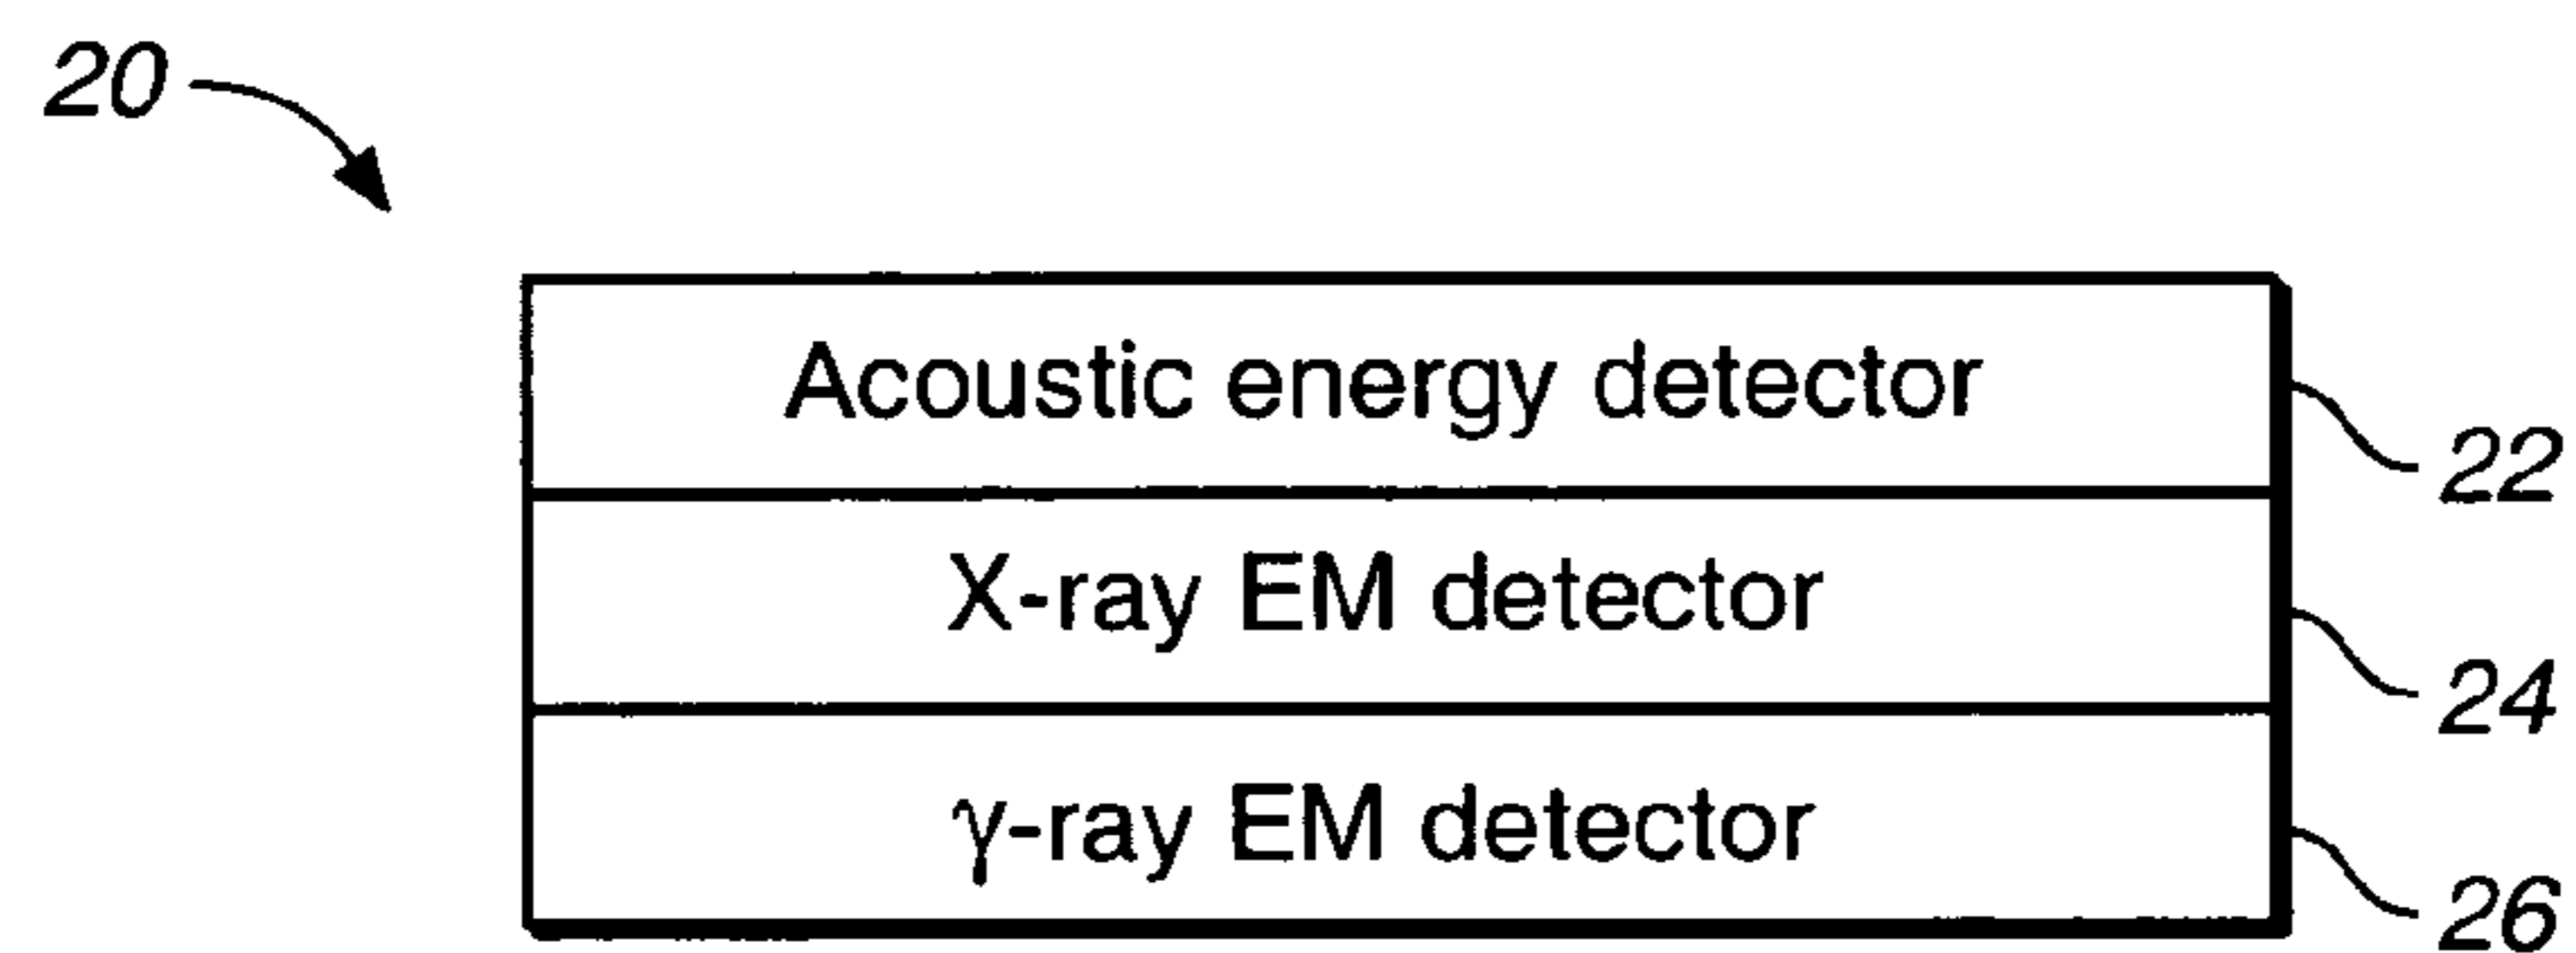 20
Acoustic energy detector
22
X-ray EM detector
24
γ-ray EM detector
26